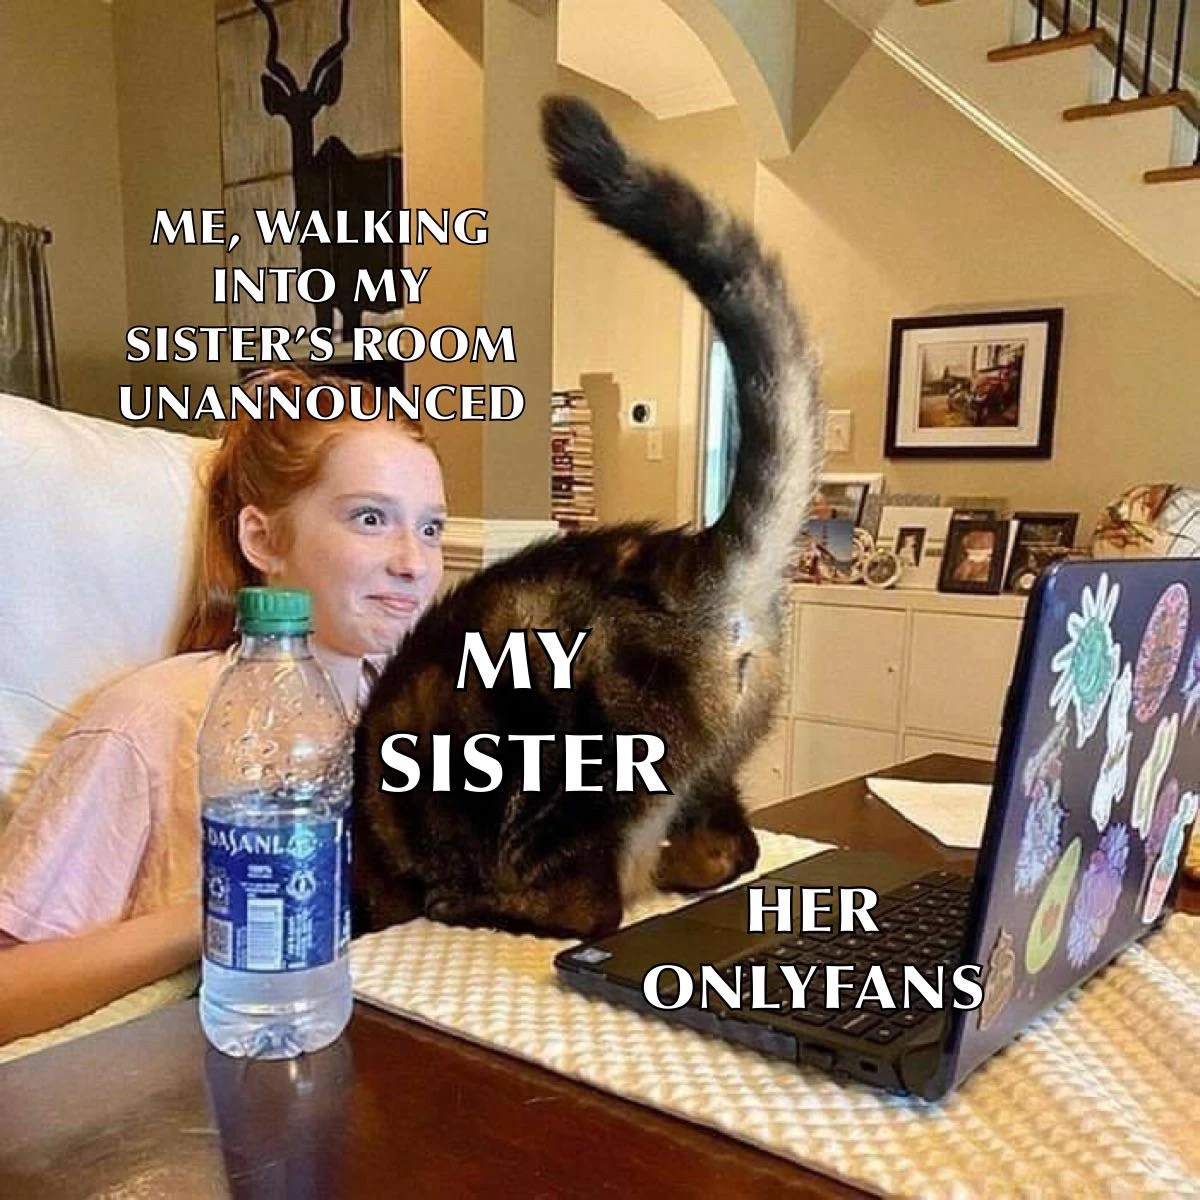 ME, WALKING
INTO MY
SISTER'S ROOM
UNANNOUNCED
MY
SISTER
HER
ONLYFANS
DASANI